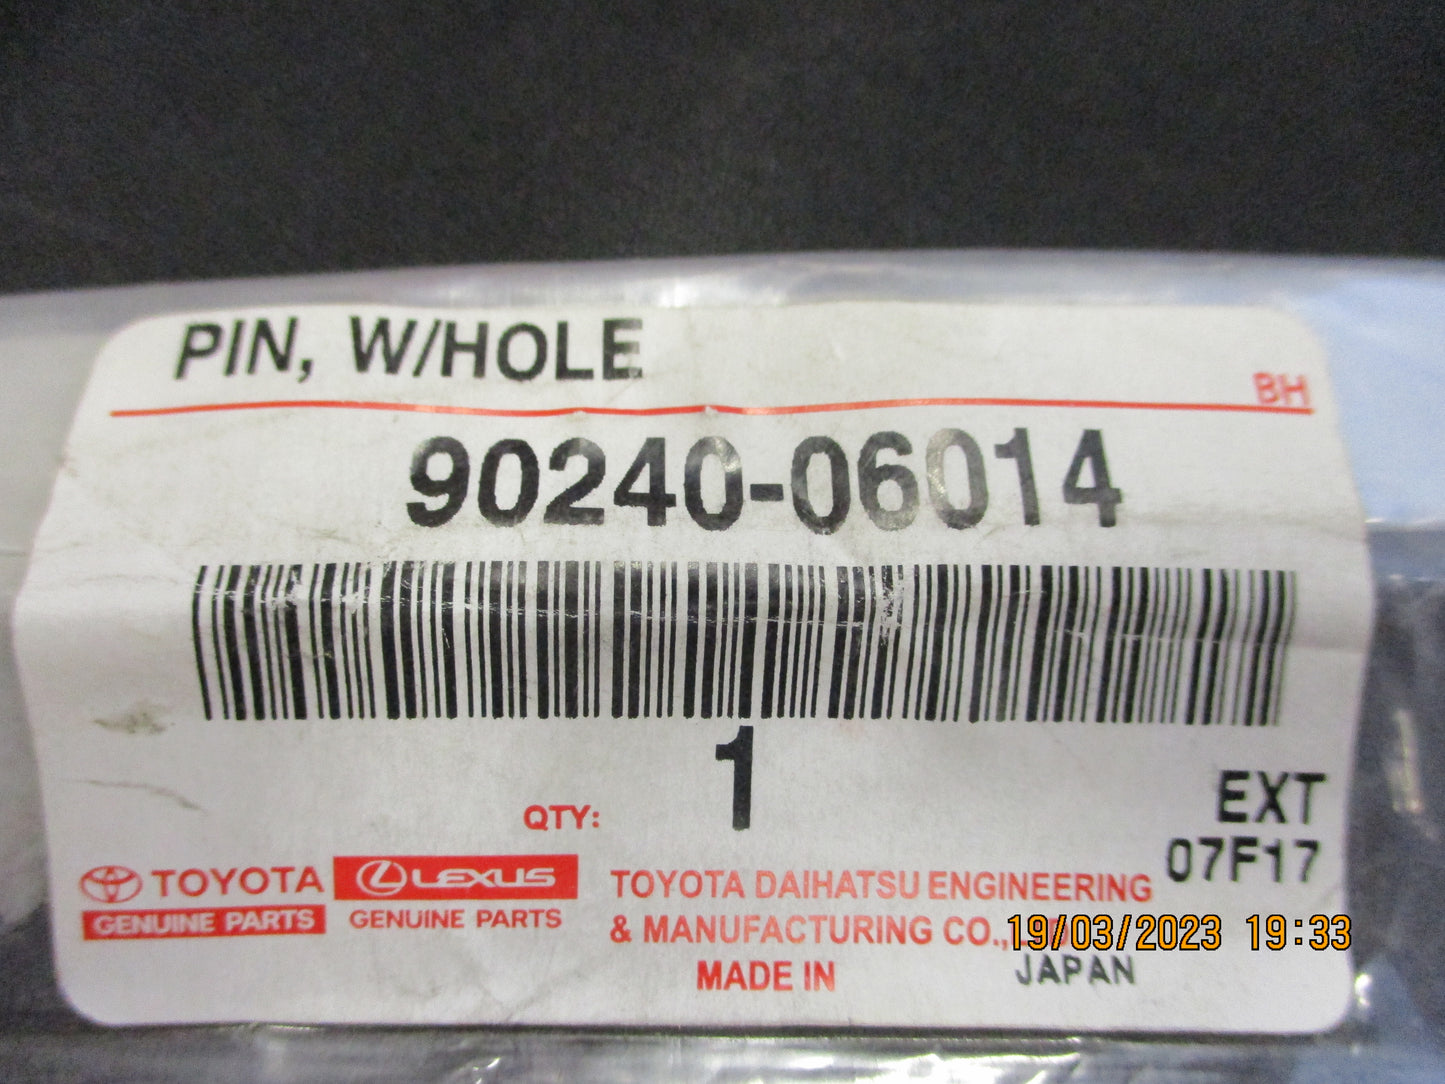 PIN, W/HOLE
BH
90240-06014
1
QTY:
EXT
07F17
TOYOTA
GENUINE PARTS
LEXUS
GENUINE PARTS
TOYOTA DAIHATSU ENGINEERING
& MANUFACTURING CO.,
MADE IN JAPAN
19/03/2023 19:33